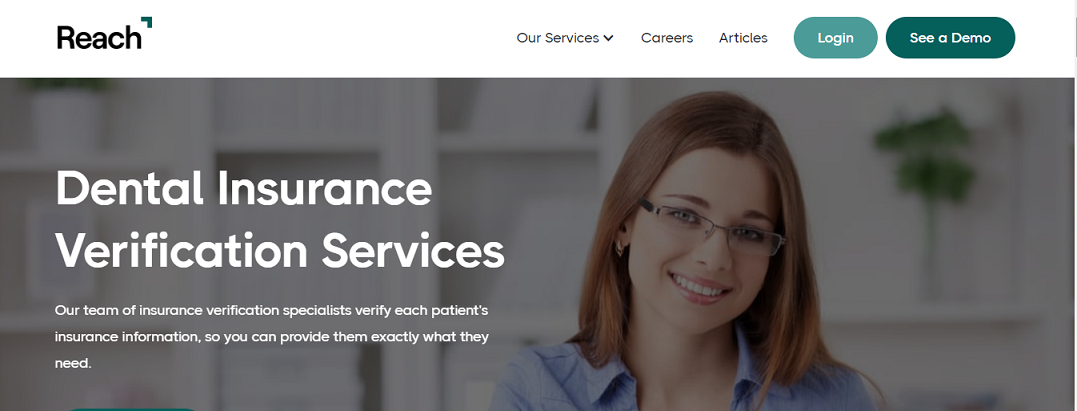 Reach
Our Services
Careers
Articles
Login
See a Demo
Dental Insurance
Verification Services
Our team of insurance verification specialists verify each patient's
insurance information, so you can provide them exactly what they
need.